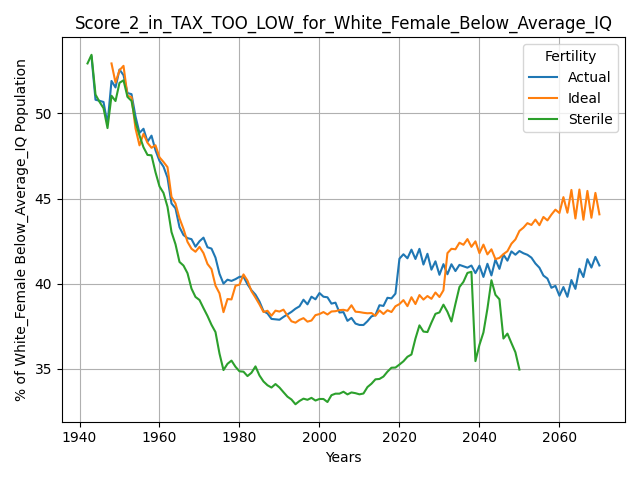 Score_2_in_TAX_TOO_LOW_for_White_Female_Below_Average_IQ
% of White_Female Below_Average_IQ Population
50
45
40
35
1940
1960
1980
2000
2020
2040
2060
Years
Fertility
Actual
Ideal
Sterile